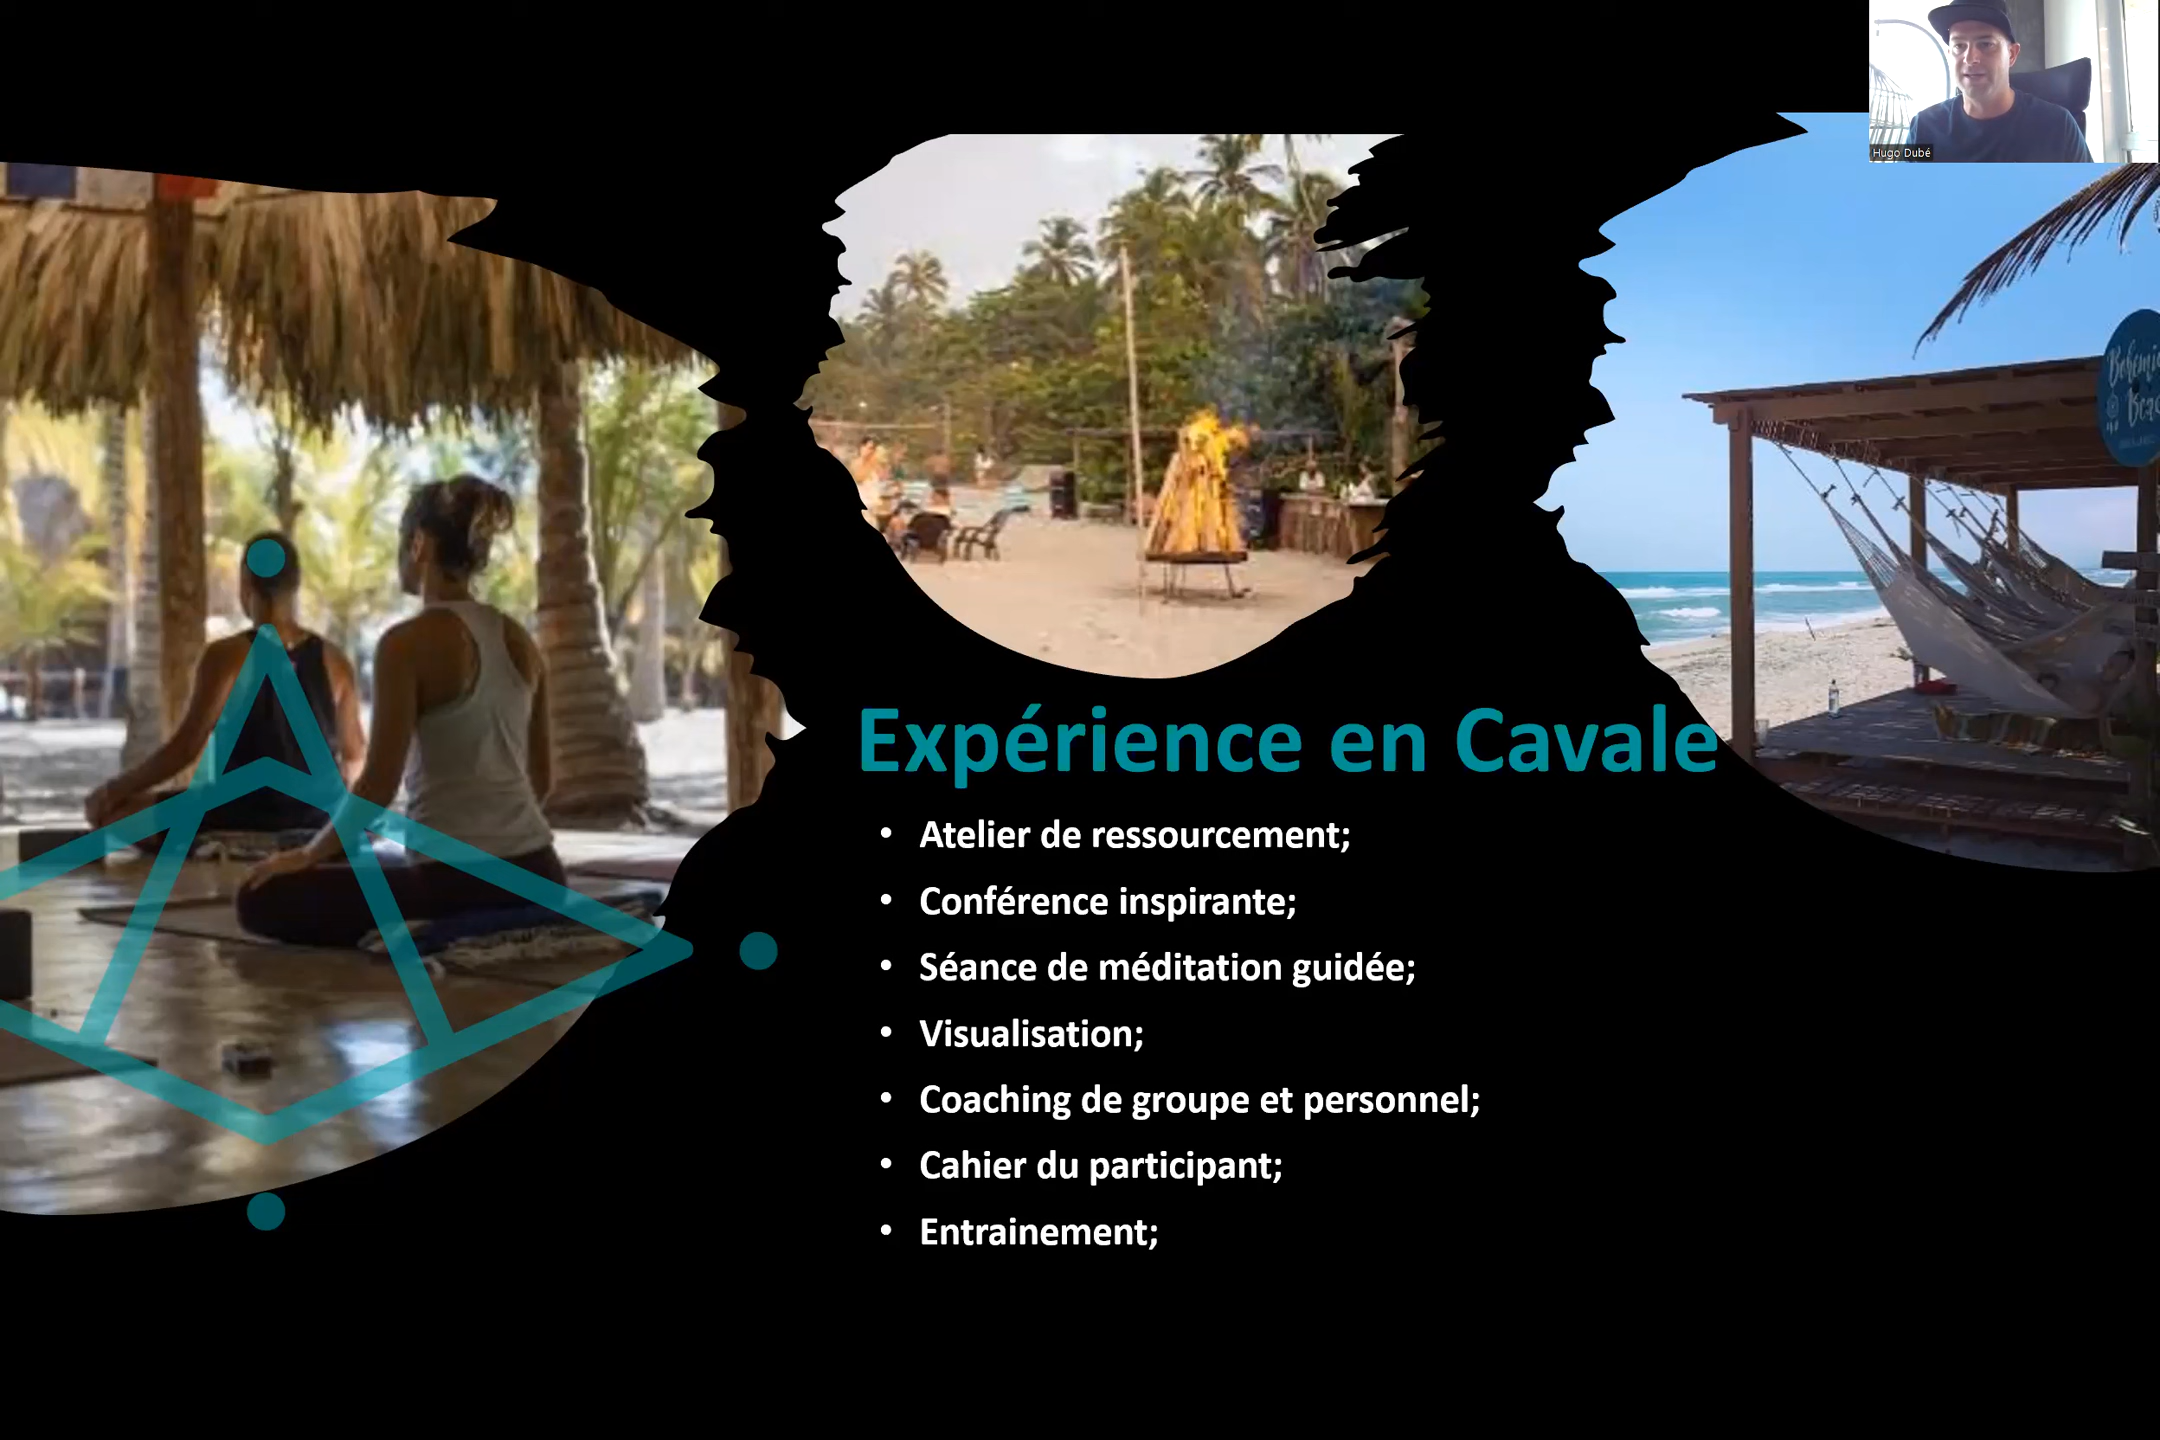 Hugo Dubé
Expérience en Cavale
• Atelier de ressourcement;
• Conférence inspirante;
• Séance de méditation guidée;
• Visualisation;
• Coaching de groupe et personnel;
• Cahier du participant;
• Entrainement;